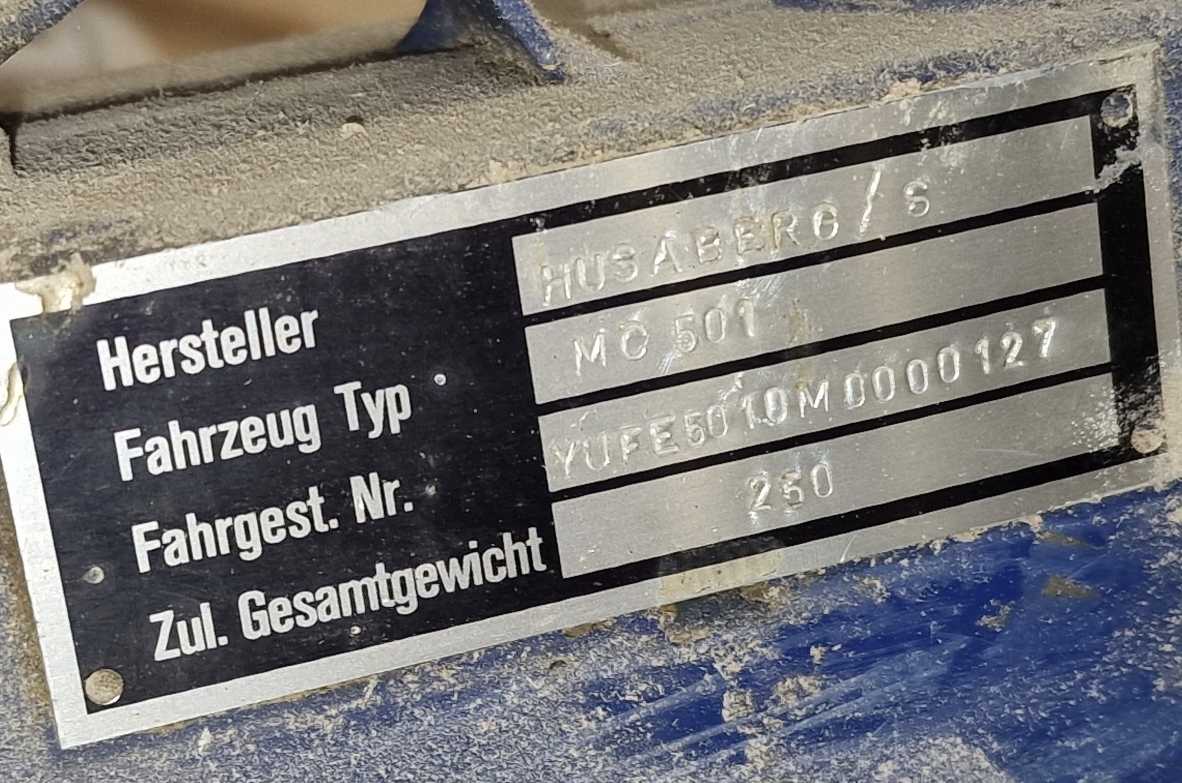 Hersteller HUSABERG/S
Fahrzeug Typ MC 501
Fahrgest. Nr. YUFE5010M0000127
Zul. Gesamtgewicht 250